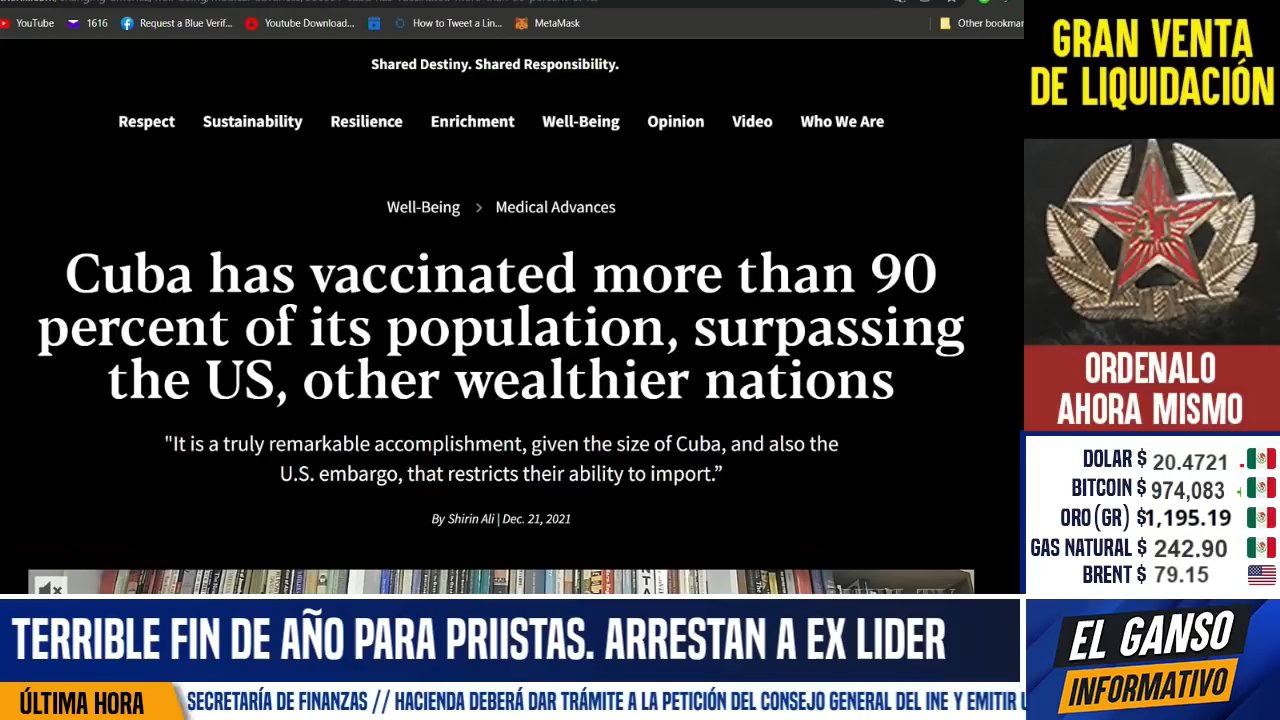 YouTube
1616
Request a Blue Verif...
Youtube Download...
How to Tweet a Lin...
MetaMask
Other bookmar
Shared Destiny. Shared Responsibility.
Respect Sustainability Resilience Enrichment Well-Being Opinion Video Who We Are
Well-Being > Medical Advances
Cuba has vaccinated more than 90
percent of its population, surpassing
the US, other wealthier nations
"It is a truly remarkable accomplishment, given the size of Cuba, and also the
U.S. embargo, that restricts their ability to import.”
By Shirin Ali | Dec. 21, 2021
GRAN VENTA
DE LIQUIDACIÓN
ORDENALO
AHORA MISMO
DOLAR $ 20.4721
BITCOIN $ 974,083
ORO(GR) $1,195.19
GAS NATURAL $ 242.90
BRENT $ 79.15
TERRIBLE FIN DE AÑO PARA PRIISTAS. ARRESTAN A EX LIDER
EL GANSO
INFORMATIVO
ÚLTIMA HORA
SECRETARÍA DE FINANZAS // HACIENDA DEBERÁ DAR TRÁMITE A LA PETICIÓN DEL CONSEJO GENERAL DEL INE Y EMITIR